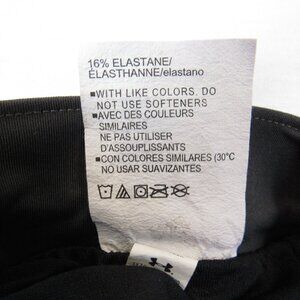 16% ELASTANE/
ÉLASTHANNE/elastano
■WITH LIKE COLORS. DO
NOT USE SOFTENERS
■AVEC DES COULEURS
SIMILAIRES
NE PAS UTILISER
D'ASSOUPLISSANTS
■CON COLORES SIMILARES (30°C
NO USAR SUAVIZANTES